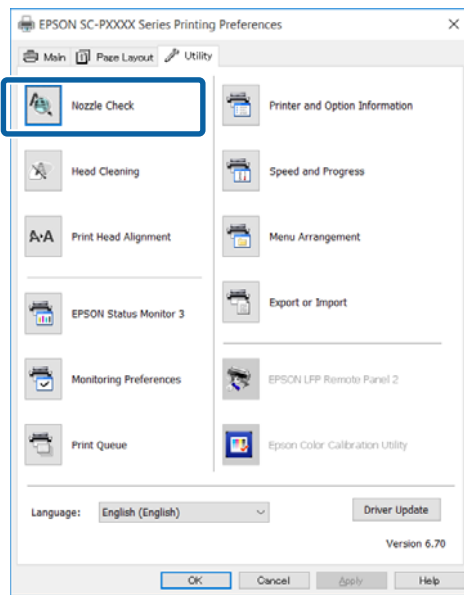 EPSON SC-PXXXX Series Printing Preferences
Main
Page Layout
Utility
Nozzle Check
Printer and Option Information
Head Cleaning
Speed and Progress
A▸A
Print Head Alignment
Menu Arrangement
EPSON Status Monitor 3
Export or Import
Monitoring Preferences
EPSON LFP Remote Panel 2
Print Queue
Epson Color Calibration Utility
Language:
English (English)
Driver Update
Version 6.70
OK
Cancel
Apply
Help